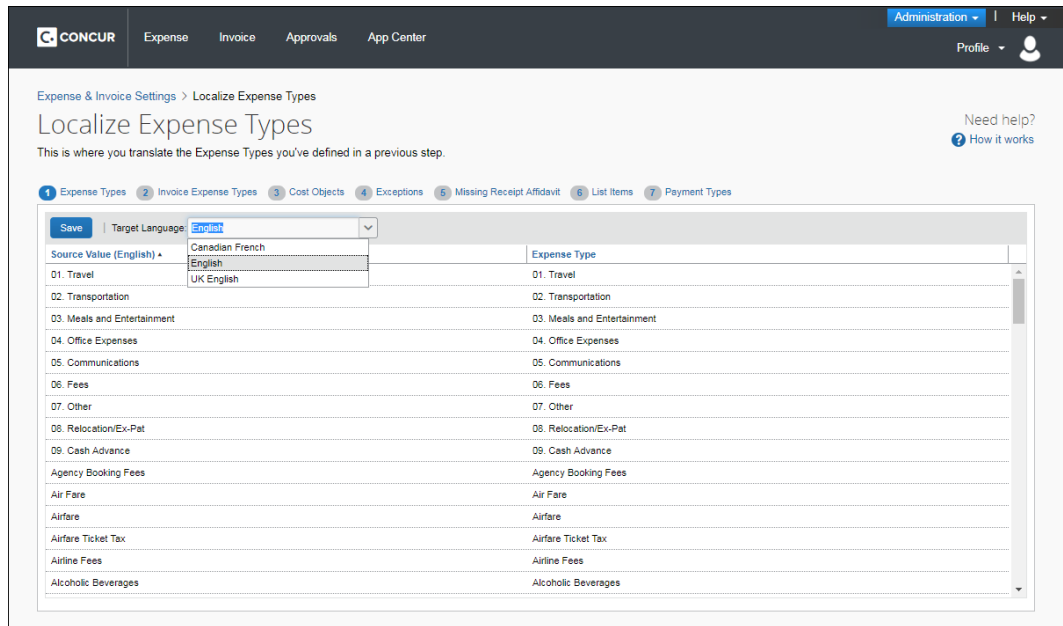 Administration | Help
C. CONCUR Expense Invoice Approvals App Center
Profile
Expense & Invoice Settings > Localize Expense Types
Localize Expense Types
Need help?
? How it works
This is where you translate the Expense Types you've defined in a previous step.
1 Expense Types 2 Invoice Expense Types 3 Cost Objects 4 Exceptions 5 Missing Receipt Affidavit 6 List Items 7 Payment Types
Save | Target Language: English
Canadian French
English
UK English
Source Value (English) Expense Type
01. Travel 01. Travel
02. Transportation 02. Transportation
03. Meals and Entertainment 03. Meals and Entertainment
04. Office Expenses 04. Office Expenses
05. Communications 05. Communications
06. Fees 06. Fees
07. Other 07. Other
08. Relocation/Ex-Pat 08. Relocation/Ex-Pat
09. Cash Advance 09. Cash Advance
Agency Booking Fees Agency Booking Fees
Air Fare Air Fare
Airfare Airfare
Airfare Ticket Tax Airfare Ticket Tax
Airline Fees Airline Fees
Alcoholic Beverages Alcoholic Beverages